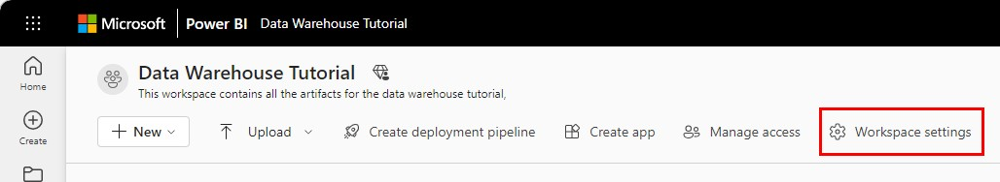 Microsoft Power BI Data Warehouse Tutorial
Home
Create
Data Warehouse Tutorial
This workspace contains all the artifacts for the data warehouse tutorial,
New Upload Create deployment pipeline Create app Manage access Workspace settings